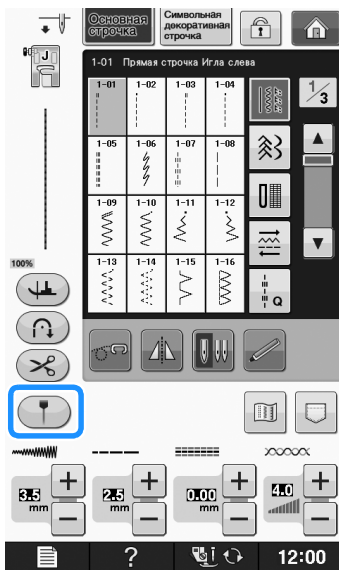 Основная строчка
Символьная декоративная строчка
J
1-01 Прямая строчка Игла слева
1/3
1-01 1-02 1-03 1-04
1-05 1-06 1-07 1-08
1-09 1-10 1-11 1-12
1-13 1-14 1-15 1-16
Q
100%
3.5 mm
2.5 mm
0.00 mm
4.0
?
12:00